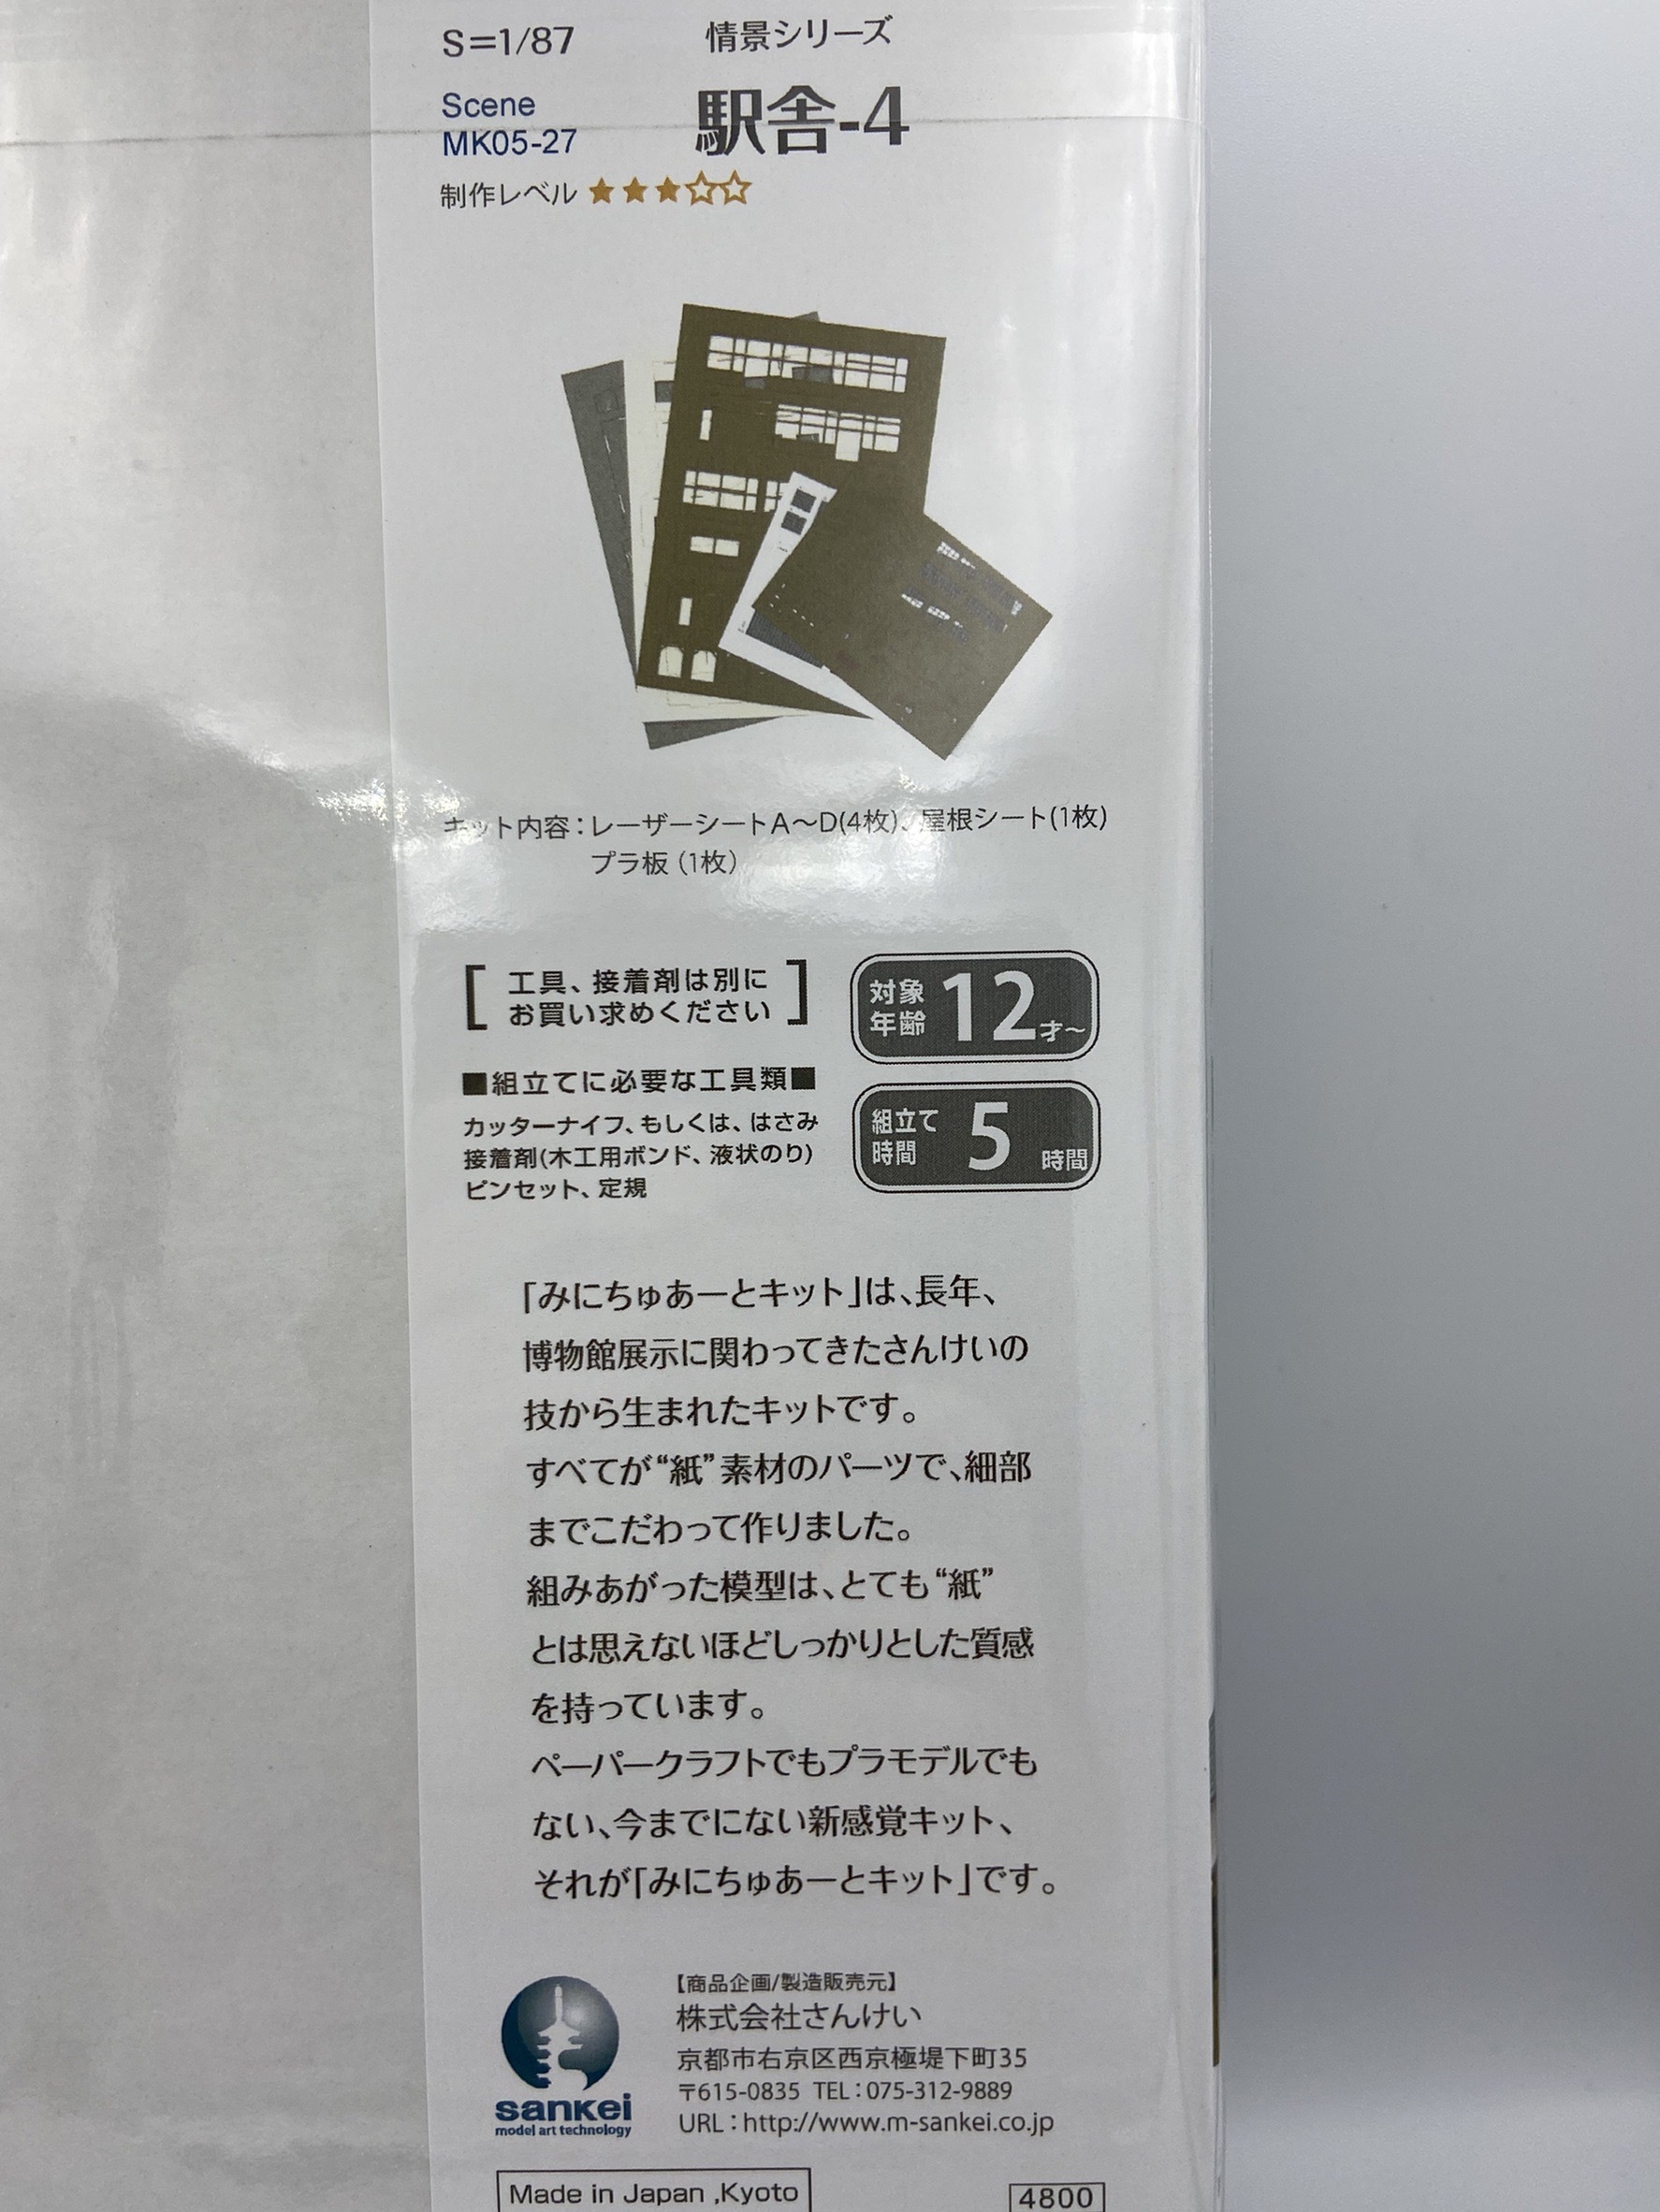 S=1/87
情景シリーズ
Scene
MK05-27
駅舎-4
制作レベル ★★★☆☆
キット内容：レーザーシートA～D(4枚)、屋根シート(1枚)
プラ板（1枚）
[ 工具、接着剤は別に
お買い求めください ]
対象
年齢 12才～
■組立てに必要な工具類■
カッターナイフ、もしくは、はさみ
接着剤(木工用ボンド、液状のり)
ピンセット、定規
組立て
時間 5 時間
「みにちゅあーとキット」は、長年、
博物館展示に関わってきたさんけいの
技から生まれたキットです。
すべてが“紙”素材のパーツで、細部
までこだわって作りました。
組みあがった模型は、とても“紙”
とは思えないほどしっかりとした質感
を持っています。
ペーパークラフトでもプラモデルでも
ない、今までにない新感覚キット、
それが「みにちゅあーとキット」です。
sankei
model art technology
【商品企画/製造販売元】
株式会社さんけい
京都市右京区西京極堤下町35
〒615-0835 TEL：075-312-9889
URL：http://www.m-sankei.co.jp
Made in Japan ,Kyoto
4800